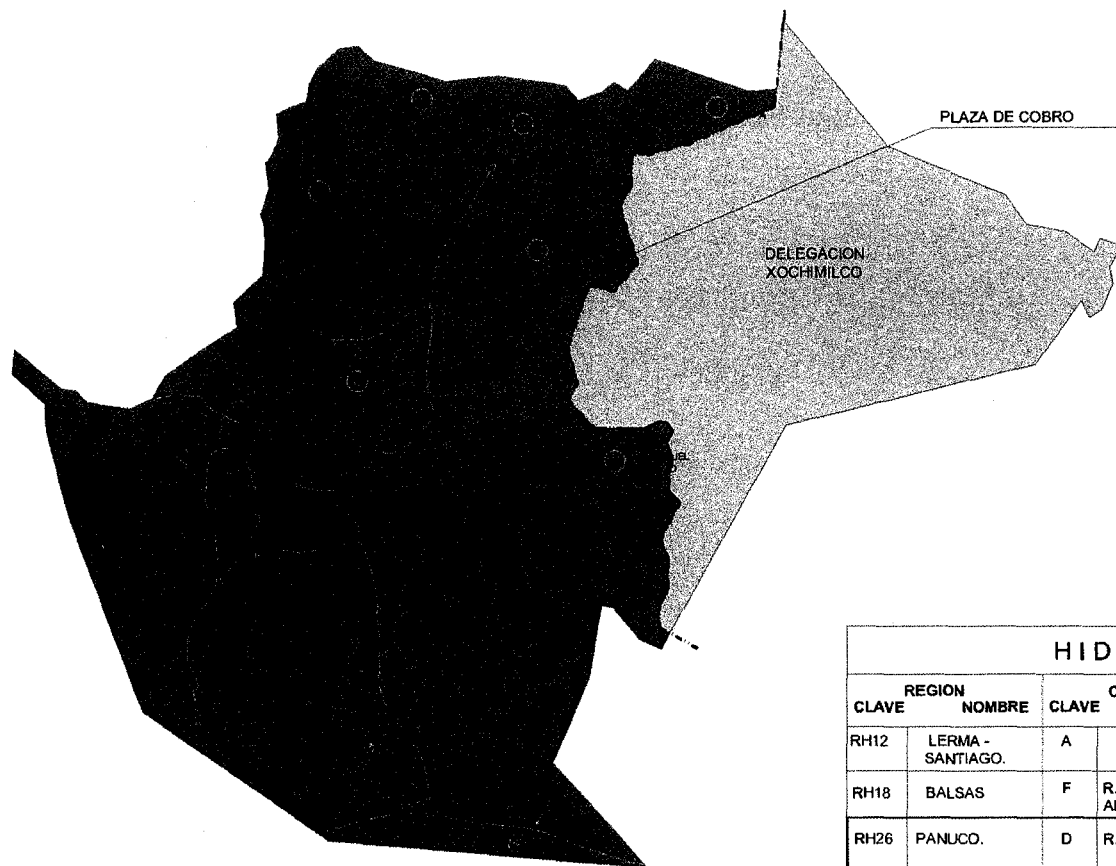 PLAZA DE COBRO
DELEGACION
XOCHIMILCO
HID
REGION
CLAVE NOMBRE CLAVE
RH12 LERMA - A
SANTIAGO.
RH18 BALSAS F R.
RH26 PANUCO. D R